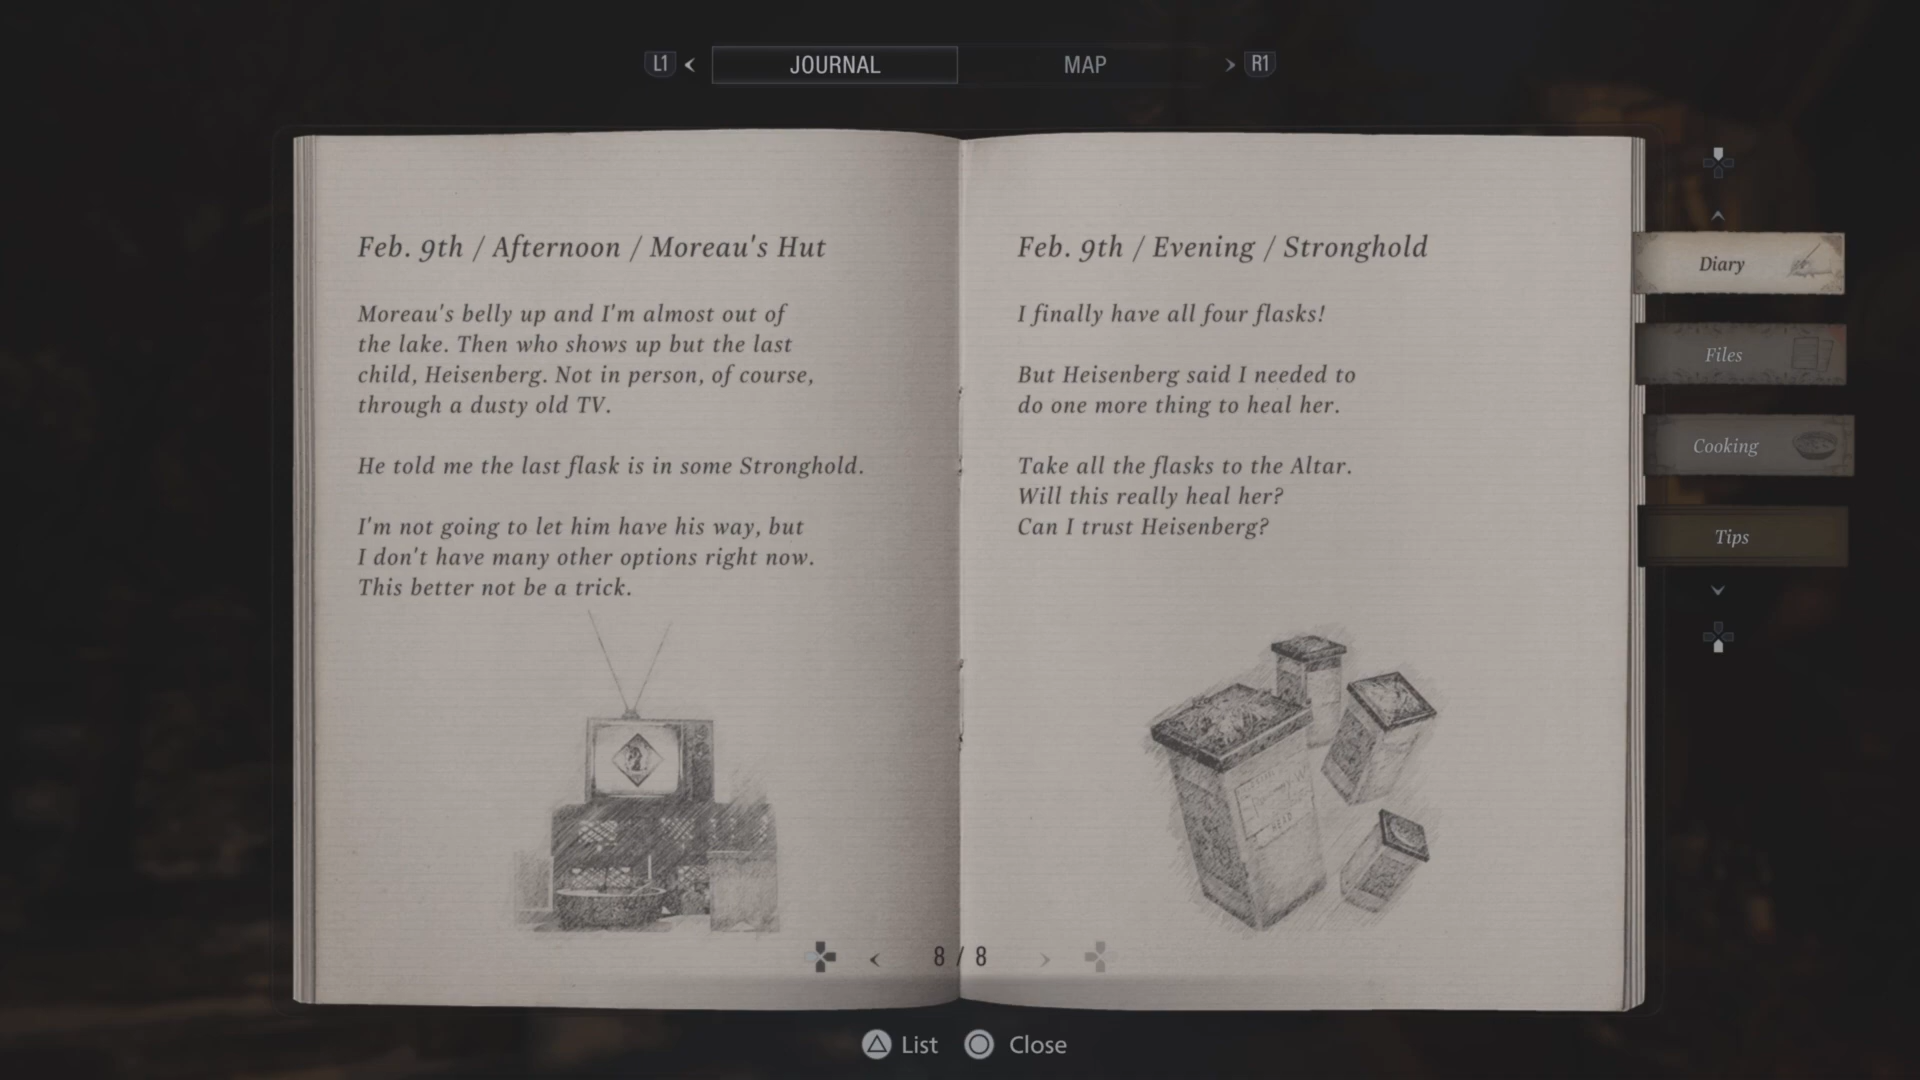 L1
JOURNAL
MAP
R1
Feb. 9th / Afternoon / Moreau's Hut
Moreau's belly up and I'm almost out of
the lake. Then who shows up but the last
child, Heisenberg. Not in person, of course,
through a dusty old TV.
He told me the last flask is in some Stronghold.
I'm not going to let him have his way, but
I don't have many other options right now.
This better not be a trick.
Feb. 9th / Evening / Stronghold
I finally have all four flasks!
But Heisenberg said I needed to
do one more thing to heal her.
Take all the flasks to the Altar.
Will this really heal her?
Can I trust Heisenberg?
HEAD
Diary
Files
Cooking
Tips
8 / 8
List
Close